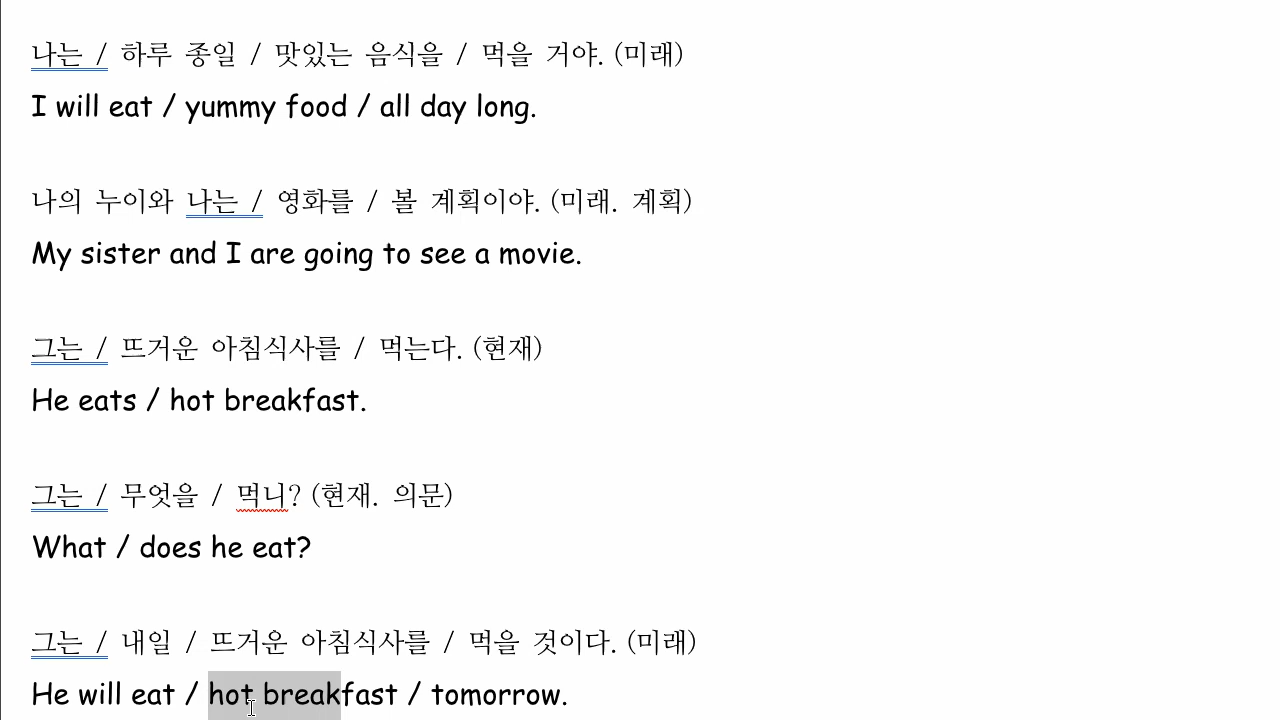 나는 / 하루 종일 / 맛있는 음식을 / 먹을 거야. (미래)
I will eat / yummy food / all day long.
나의 누이와 나는 / 영화를 / 볼 계획이야. (미래. 계획)
My sister and I are going to see a movie.
그는 / 뜨거운 아침식사를 / 먹는다. (현재)
He eats / hot breakfast.
그는 / 무엇을 / 먹니? (현재. 의문)
What / does he eat?
그는 / 내일 / 뜨거운 아침식사를 / 먹을 것이다. (미래)
He will eat / hot breakfast / tomorrow.